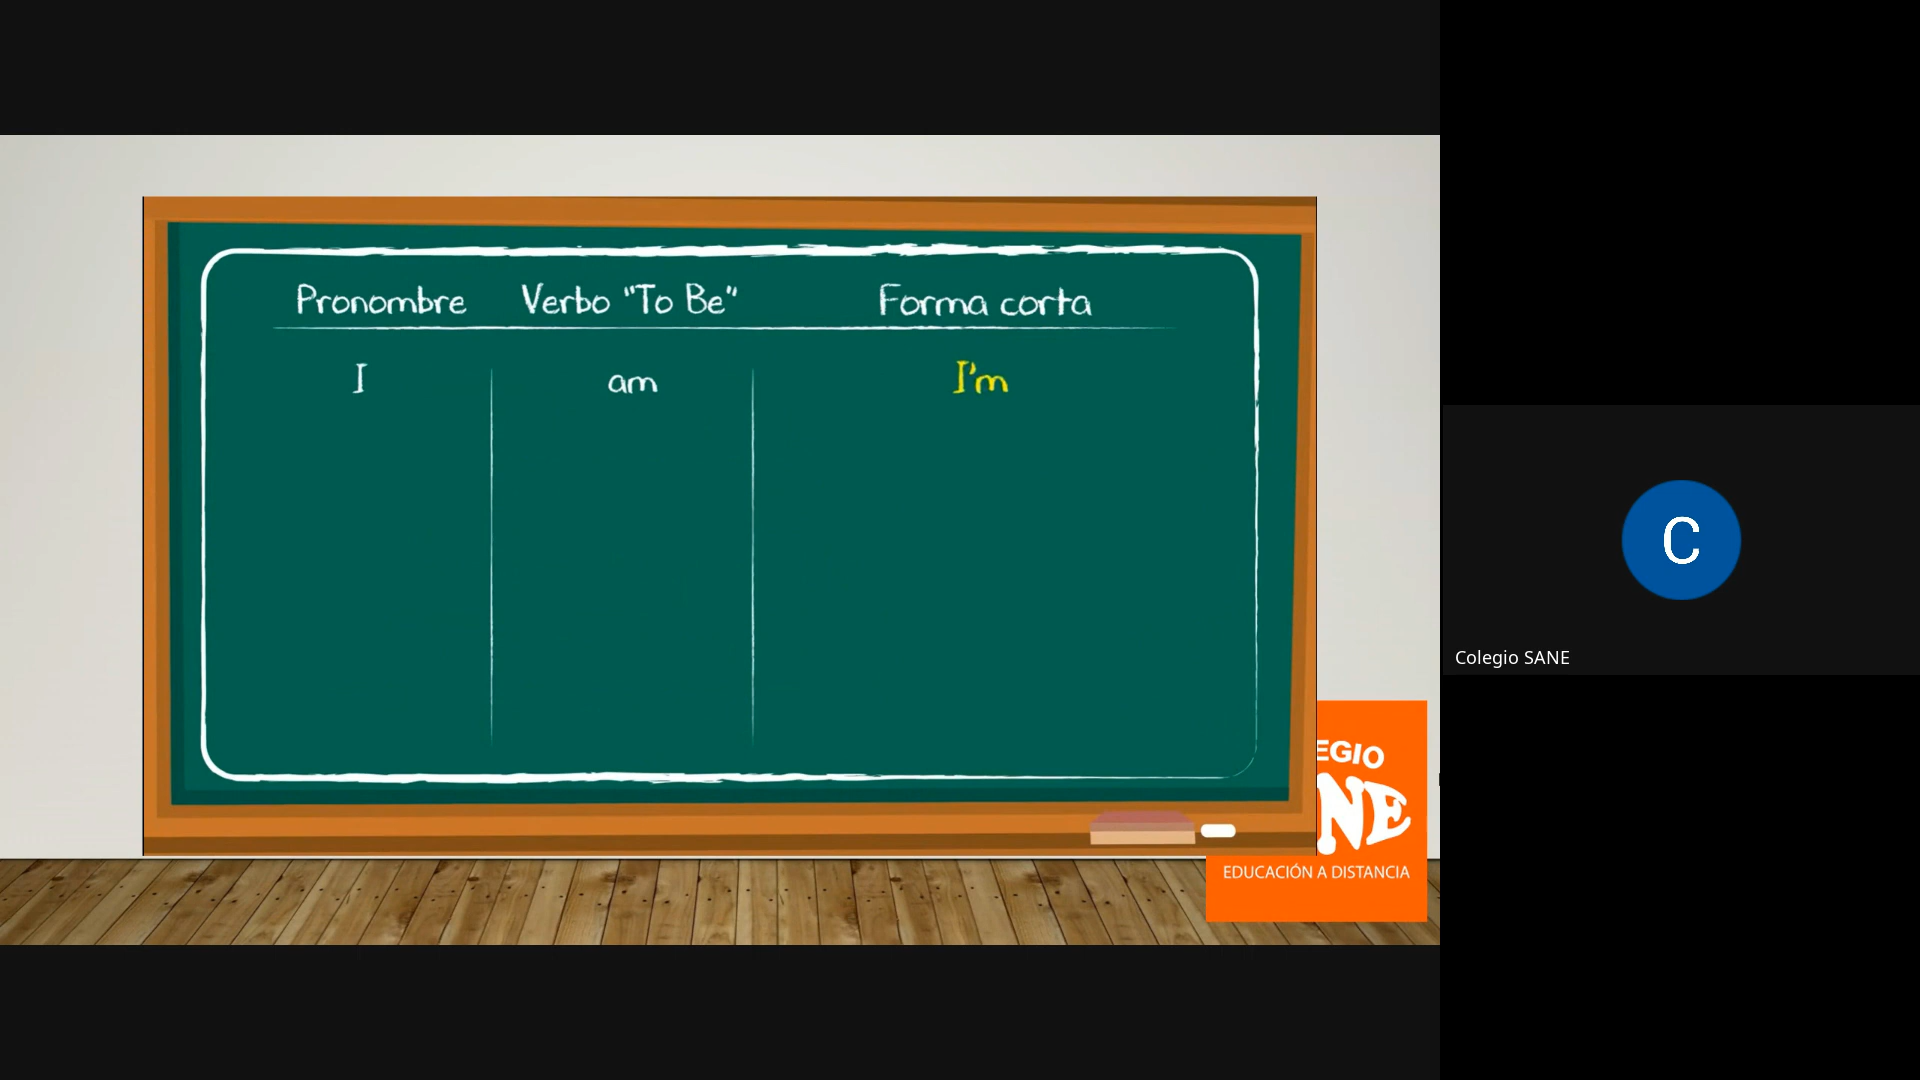 Pronombre Verbo "To Be" Forma corta
I am I'm
EGIO
NE
EDUCACIÓN A DISTANCIA
C
Colegio SANE